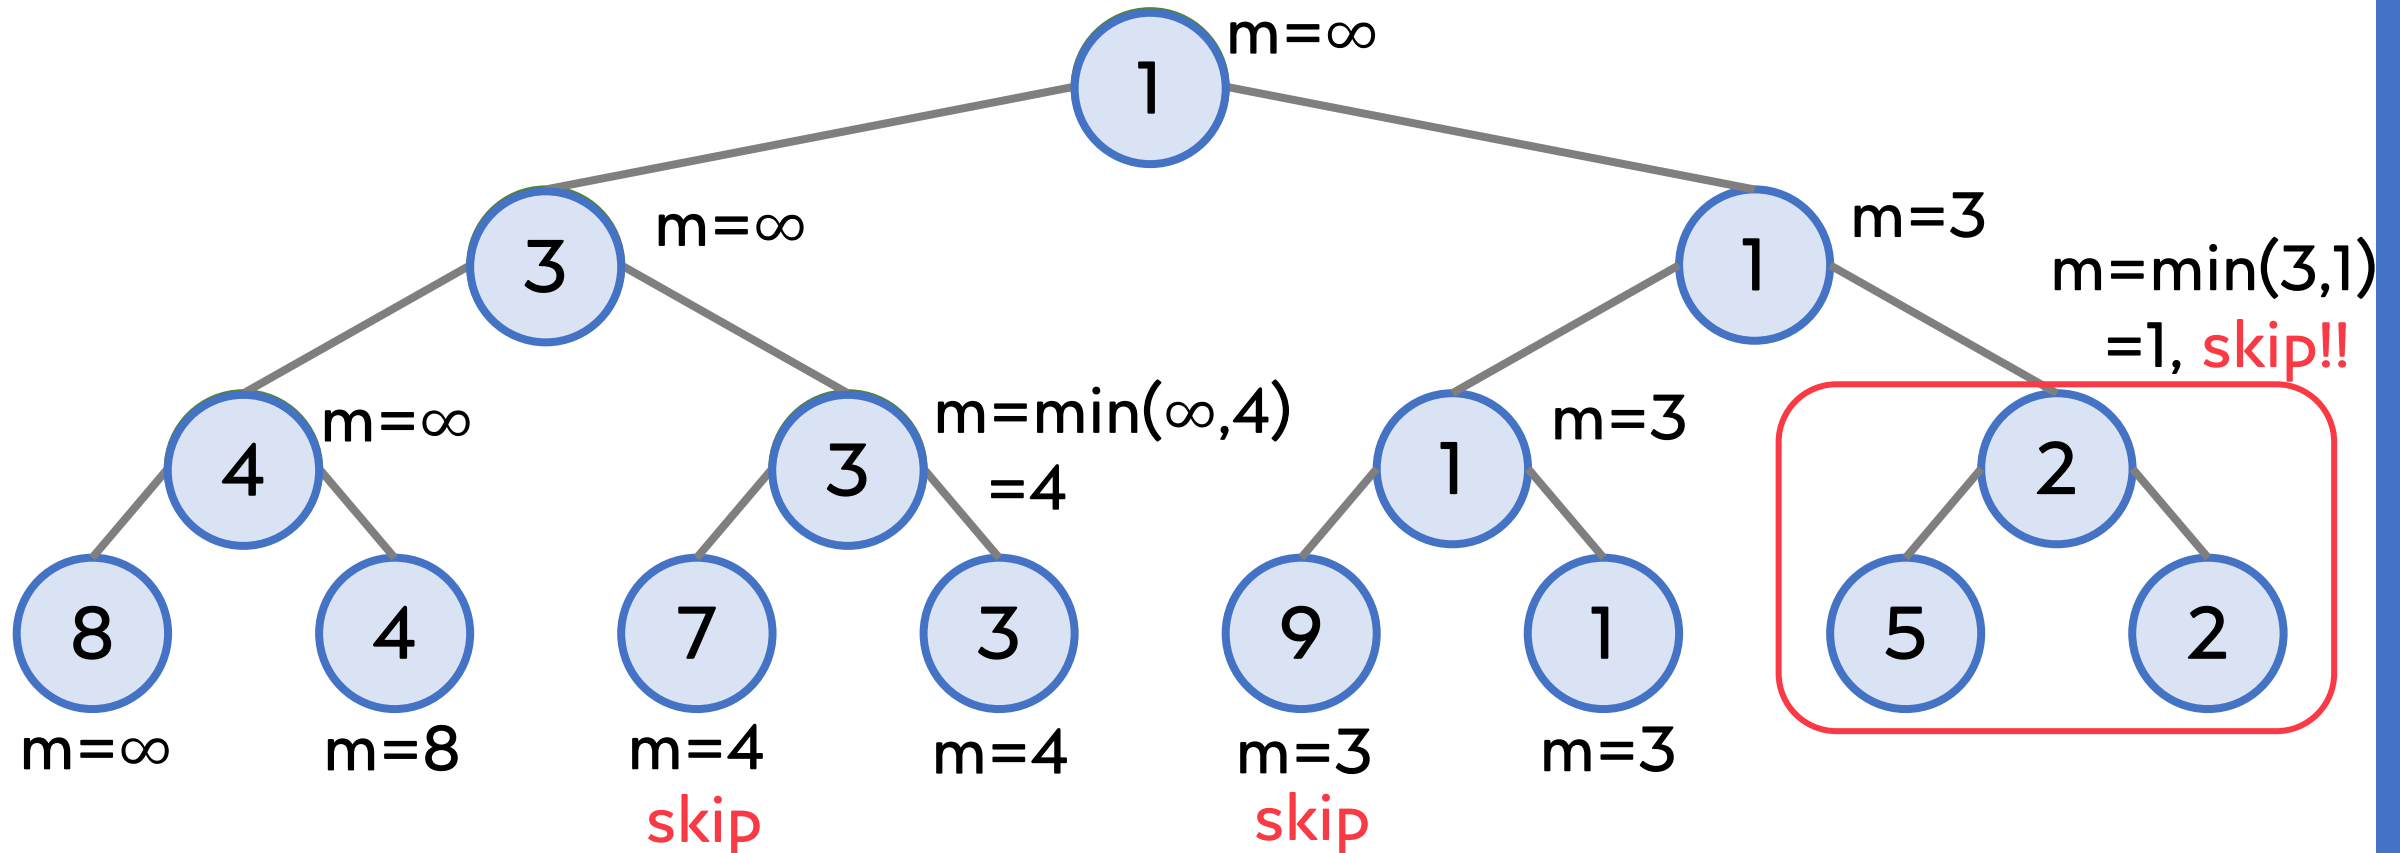 m=∞
1
m=3
m=∞
3
1
m=min(3,1)
=1, skip!!
m=∞
4
3
m=min(∞,4)
=4
1
m=3
2
8
4
7
3
9
1
5
2
m=∞
m=8
m=4
m=4
m=3
m=3
skip
skip